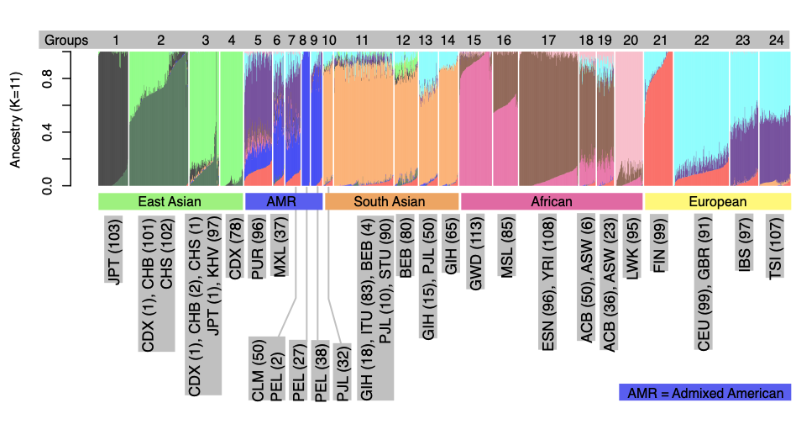 Groups 1 2 3 4 5 6 7 8 9 10 11 12 13 14 15 16 17 18 19 20 21 22 23 24
Ancestry (K=11)
0.8
0.4
0.0
East Asian
AMR
South Asian
African
European
JPT (103)
CDX (1), CHB (101)
CHS (102)
CDX (1), CHB (2), CHS (1)
JPT (1), KHV (97)
CDX (78)
PUR (96)
MXL (37)
CLM (50)
PEL (2)
PEL (27)
PEL (38)
PJL (32)
GIH (18), ITU (83), BEB (4)
PJL (10), STU (90)
BEB (80)
GIH (15), PJL (50)
GIH (65)
GWD (113)
MSL (85)
ESN (96), YRI (108)
ACB (50), ASW (6)
ACB (36), ASW (23)
LWK (95)
FIN (99)
CEU (99), GBR (91)
IBS (97)
TSI (107)
AMR = Admixed American